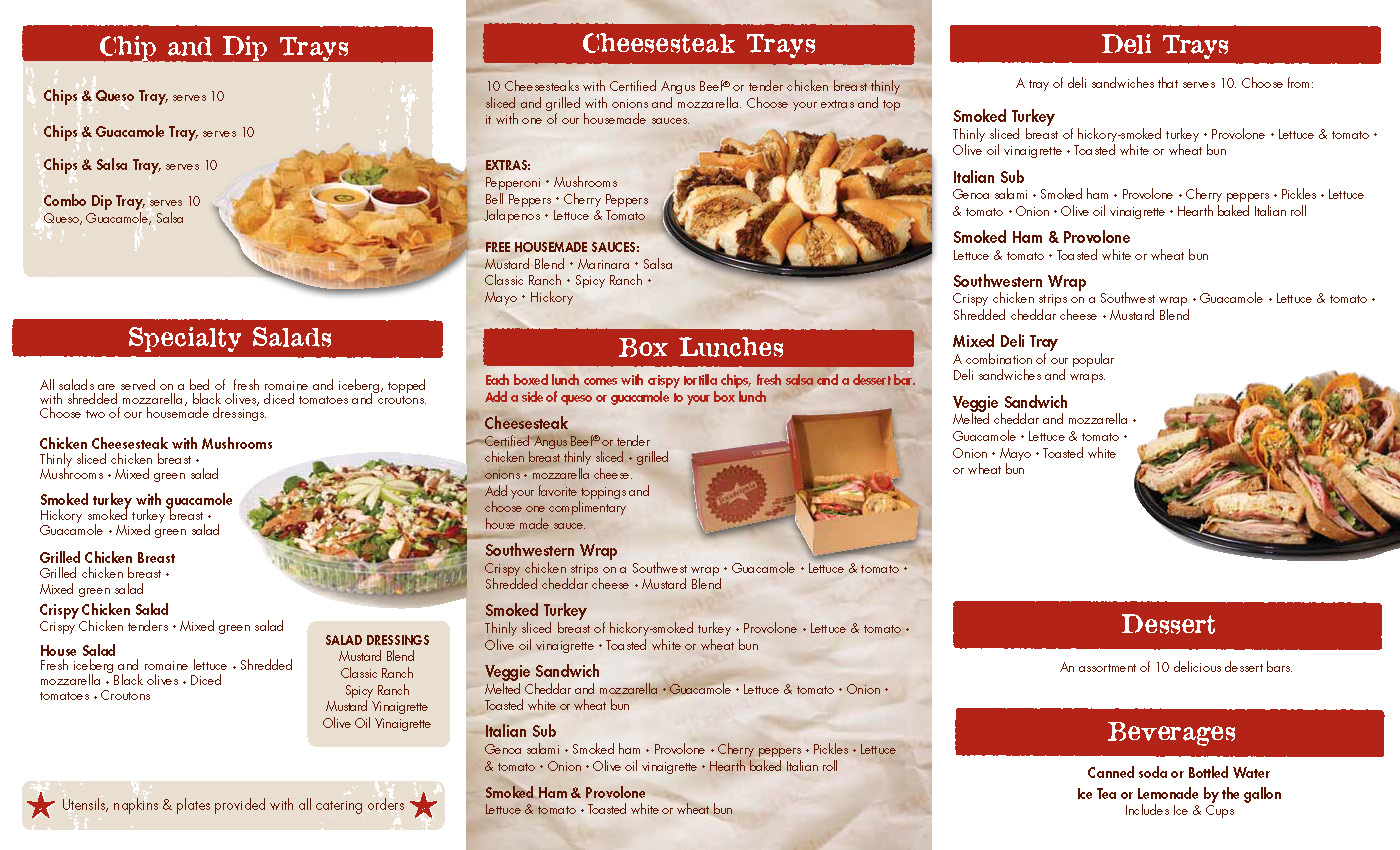 Chip and Dip Trays
Chips & Queso Tray, serves 10
Chips & Guacamole Tray, serves 10
Chips & Salsa Tray, serves 10
Combo Dip Tray, serves 10
Queso, Guacamole, Salsa
Specialty Salads
All salads are served on a bed of fresh romaine and iceberg, topped
with shredded mozzarella, black olives, diced tomatoes and croutons.
Choose two of our housemade dressings.
Chicken Cheesesteak with Mushrooms
Thinly sliced chicken breast •
Mushrooms • Mixed green salad
Smoked turkey with guacamole
Hickory smoked turkey breast •
Guacamole • Mixed green salad
Grilled Chicken Breast
Grilled chicken breast •
Mixed green salad
Crispy Chicken Salad
Crispy Chicken tenders • Mixed green salad
House Salad
Fresh iceberg and romaine lettuce • Shredded
mozzarella • Black olives • Diced
tomatoes • Croutons
SALAD DRESSINGS
Mustard Blend
Classic Ranch
Spicy Ranch
Mustard Vinaigrette
Olive Oil Vinaigrette
Utensils, napkins & plates provided with all catering orders
Cheesesteak Trays
10 Cheesesteaks with Certified Angus Beef® or tender chicken breast thinly
sliced and grilled with onions and mozzarella. Choose your extras and top
it with one of our housemade sauces.
EXTRAS:
Pepperoni • Mushrooms
Bell Peppers • Cherry Peppers
Jalapenos • Lettuce & Tomato
FREE HOUSEMADE SAUCES:
Mustard Blend • Marinara • Salsa
Classic Ranch • Spicy Ranch •
Mayo • Hickory
Box Lunches
Each boxed lunch comes with crispy tortilla chips, fresh salsa and a dessert bar.
Add a side of queso or guacamole to your box lunch
Cheesesteak
Certified Angus Beef® or tender
chicken breast thinly sliced • grilled
onions • mozzarella cheese.
Add your favorite toppings and
choose one complimentary
house made sauce.
Southwestern Wrap
Crispy chicken strips on a Southwest wrap • Guacamole • Lettuce & tomato •
Shredded cheddar cheese • Mustard Blend
Smoked Turkey
Thinly sliced breast of hickory-smoked turkey • Provolone • Lettuce & tomato •
Olive oil vinaigrette • Toasted white or wheat bun
Veggie Sandwich
Melted Cheddar and mozzarella • Guacamole • Lettuce & tomato • Onion •
Toasted white or wheat bun
Italian Sub
Genoa salami • Smoked ham • Provolone • Cherry peppers • Pickles • Lettuce
& tomato • Onion • Olive oil vinaigrette • Hearth baked Italian roll
Smoked Ham & Provolone
Lettuce & tomato • Toasted white or wheat bun
Deli Trays
A tray of deli sandwiches that serves 10. Choose from:
Smoked Turkey
Thinly sliced breast of hickory-smoked turkey • Provolone • Lettuce & tomato •
Olive oil vinaigrette • Toasted white or wheat bun
Italian Sub
Genoa salami • Smoked ham • Provolone • Cherry peppers • Pickles • Lettuce
& tomato • Onion • Olive oil vinaigrette • Hearth baked Italian roll
Smoked Ham & Provolone
Lettuce & tomato • Toasted white or wheat bun
Southwestern Wrap
Crispy chicken strips on a Southwest wrap • Guacamole • Lettuce & tomato •
Shredded cheddar cheese • Mustard Blend
Mixed Deli Tray
A combination of our popular
Deli sandwiches and wraps.
Veggie Sandwich
Melted cheddar and mozzarella •
Guacamole • Lettuce & tomato •
Onion • Mayo • Toasted white
or wheat bun
Dessert
An assortment of 10 delicious dessert bars.
Beverages
Canned soda or Bottled Water
Ice Tea or Lemonade by the gallon
Includes Ice & Cups